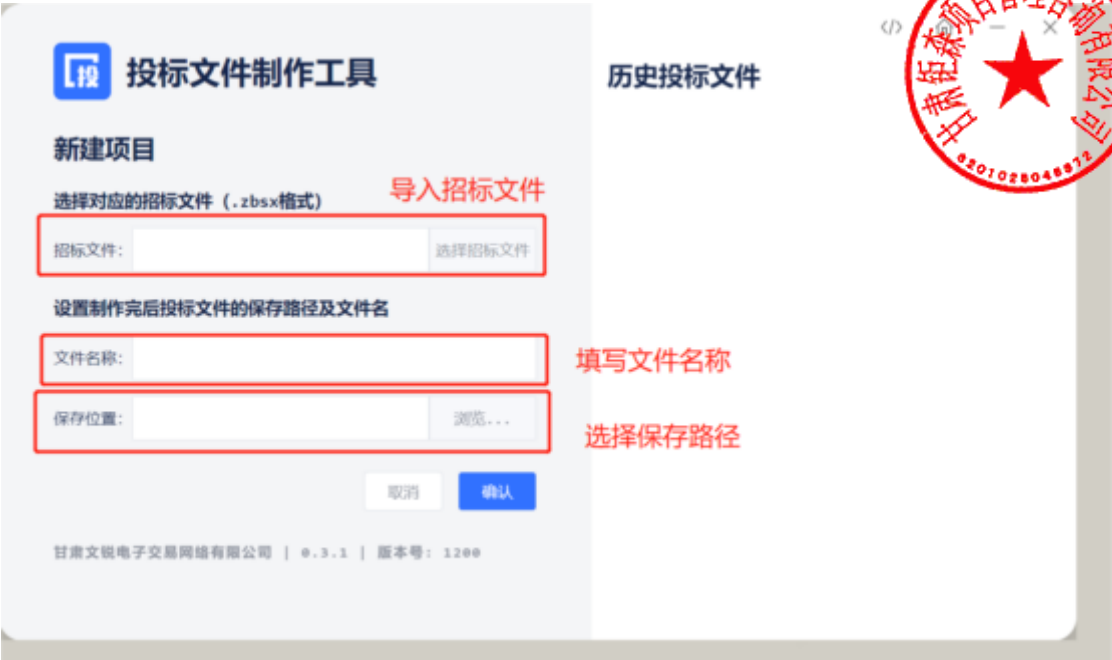 投
投标文件制作工具
历史投标文件
新建项目
选择对应的招标文件（.zbsx格式）
导入招标文件
招标文件：
选择招标文件
设置制作完后投标文件的保存路径及文件名
文件名称：
填写文件名称
保存位置：
浏览...
选择保存路径
取消
确认
甘肃文锐电子交易网络有限公司 | 0.3.1 | 版本号：1200